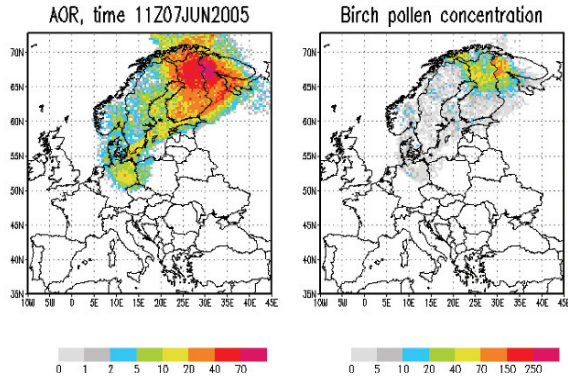 AOR, time 11Z07JUN2005
Birch pollen concentration
70N
65N
60N
55N
50N
45N
40N
35N
10W 5W 0 5E 10E 15E 20E 25E 30E 35E 40E 45E
70N
65N
60N
55N
50N
45N
40N
35N
10W 5W 0 5E 10E 15E 20E 25E 30E 35E 40E 45E
0 1 2 5 10 20 40 70
0 5 10 20 40 70 150 250